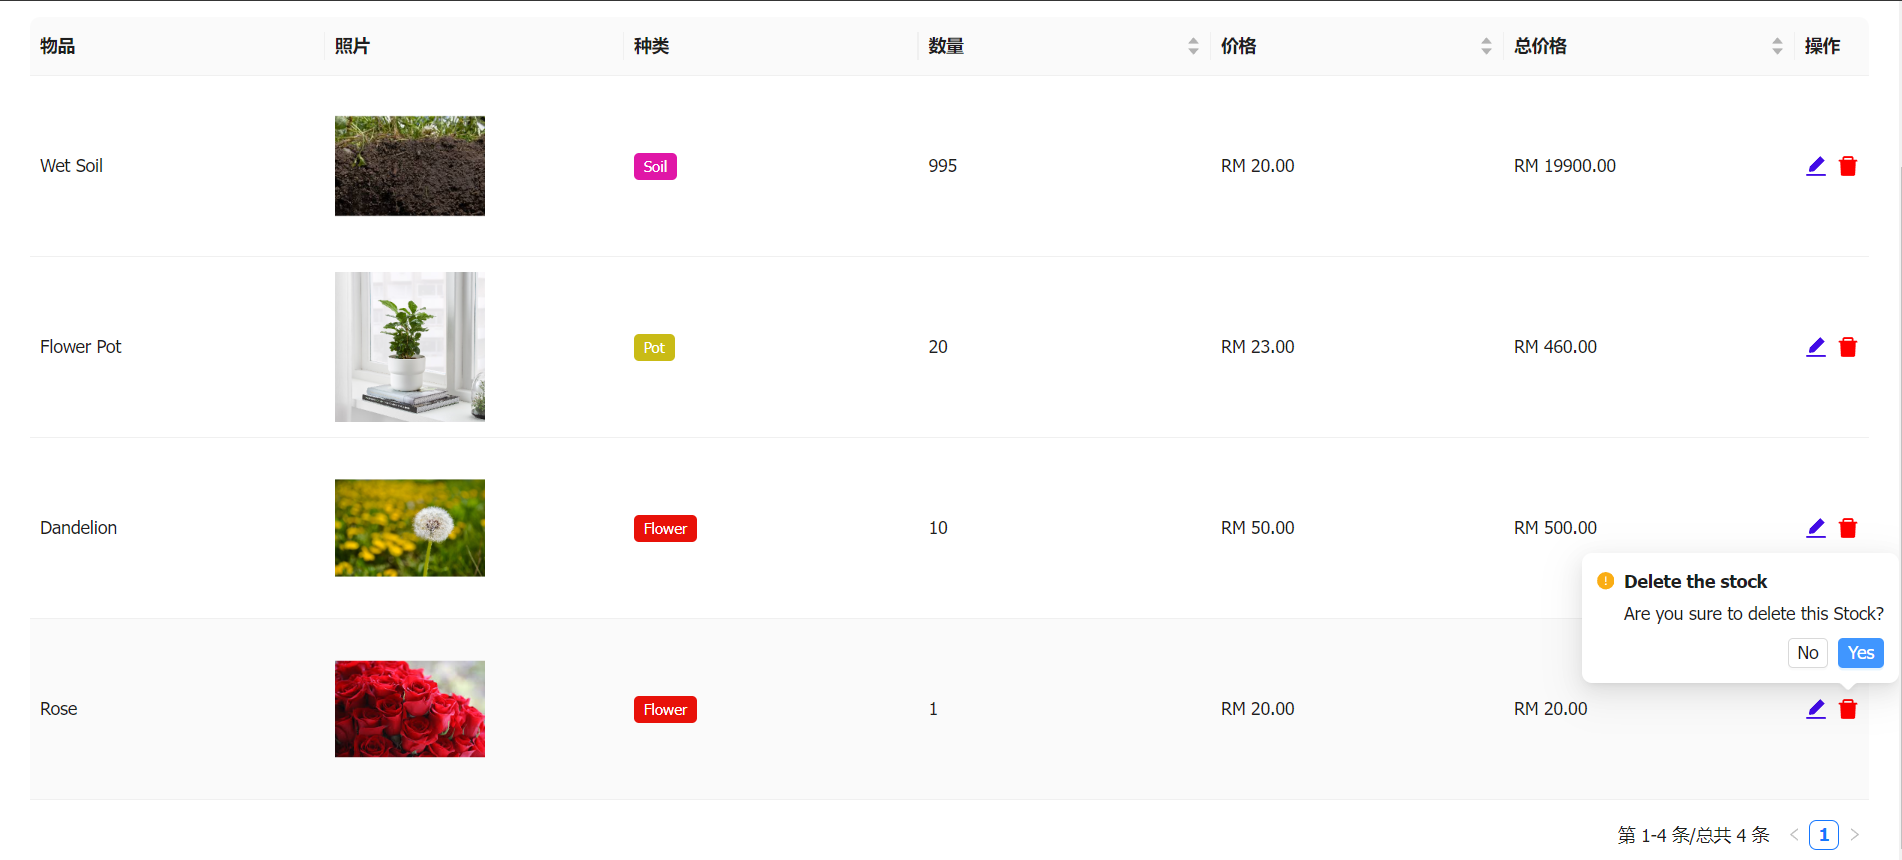 物品 照片 种类 数量 价格 总价格 操作
Wet Soil Soil 995 RM 20.00 RM 19900.00
Flower Pot Pot 20 RM 23.00 RM 460.00
Dandelion Flower 10 RM 50.00 RM 500.00
Delete the stock
Are you sure to delete this Stock?
No Yes
Rose Flower 1 RM 20.00 RM 20.00
第 1-4 条/总共 4 条 < 1 >